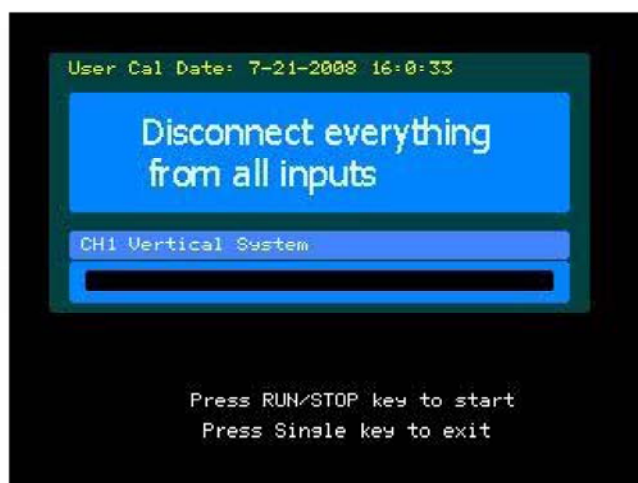 User Cal Date: 7-21-2008 16:0:33
Disconnect everything
from all inputs
CH1 Vertical System
Press RUN/STOP key to start
Press Single key to exit